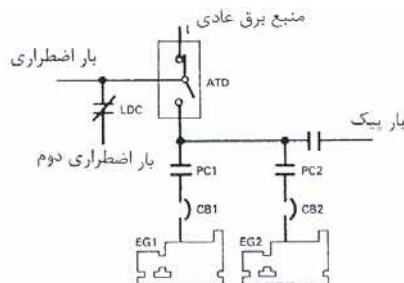 منبع برق عادی
بار اضطراری
ATD
LDC
بار پیک
بار اضطراری دوم
PC1
PC2
CB1
CB2
EG1
EG2